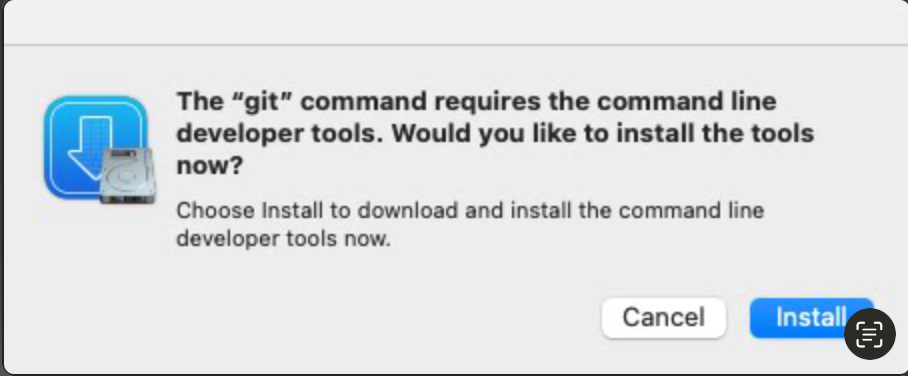 The “git” command requires the command line
developer tools. Would you like to install the tools
now?
Choose Install to download and install the command line
developer tools now.
Cancel
Install